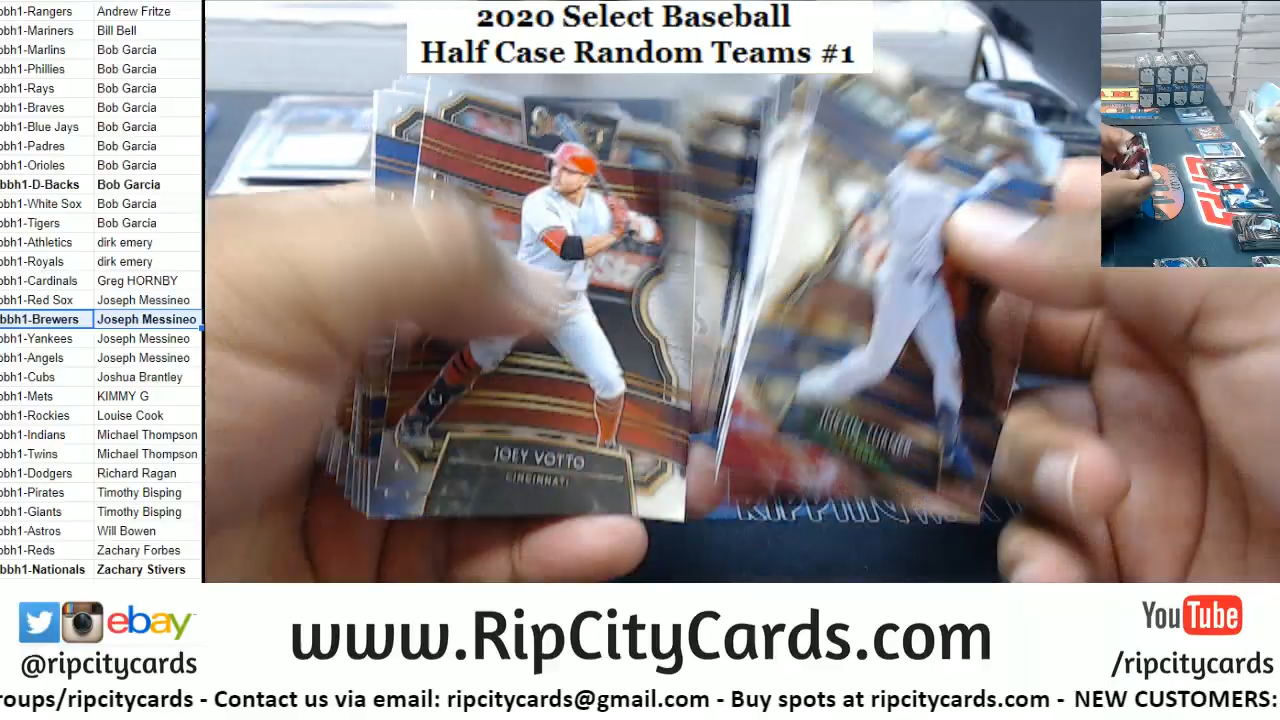 2020 Select Baseball
Half Case Random Teams #1
bbh1-Rangers Andrew Fritze
bbh1-Mariners Bill Bell
bbh1-Marlins Bob Garcia
bbh1-Phillies Bob Garcia
bbh1-Rays Bob Garcia
bbh1-Braves Bob Garcia
bbh1-Blue Jays Bob Garcia
bbh1-Padres Bob Garcia
bbh1-Orioles Bob Garcia
bbh1-D-Backs Bob Garcia
bbh1-White Sox Bob Garcia
bbh1-Tigers Bob Garcia
bbh1-Athletics dirk emery
bbh1-Royals dirk emery
bbh1-Cardinals Greg HORNBY
bbh1-Red Sox Joseph Messineo
bbh1-Brewers Joseph Messineo
bbh1-Yankees Joseph Messineo
bbh1-Angels Joseph Messineo
bbh1-Cubs Joshua Brantley
bbh1-Mets KIMMY G
bbh1-Rockies Louise Cook
bbh1-Indians Michael Thompson
bbh1-Twins Michael Thompson
bbh1-Dodgers Richard Ragan
bbh1-Pirates Timothy Bisping
bbh1-Giants Timothy Bisping
bbh1-Astros Will Bowen
bbh1-Reds Zachary Forbes
bbh1-Nationals Zachary Stivers
SELECT
JOEY VOTTO
CINCINNATI
ebay
@ripcitycards
www.RipCityCards.com
YouTube
/ripcitycards
roups/ripcitycards - Contact us via email: ripcitycards@gmail.com - Buy spots at ripcitycards.com - NEW CUSTOMERS: